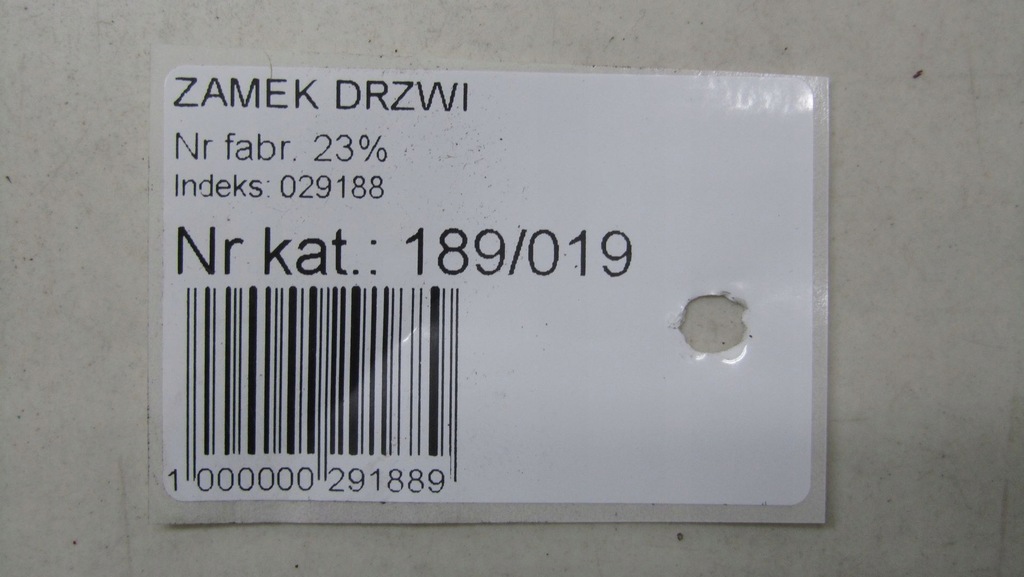 ZAMEK DRZWI
Nr fabr. 23%
Indeks: 029188
Nr kat.: 189/019
1 000000 291889